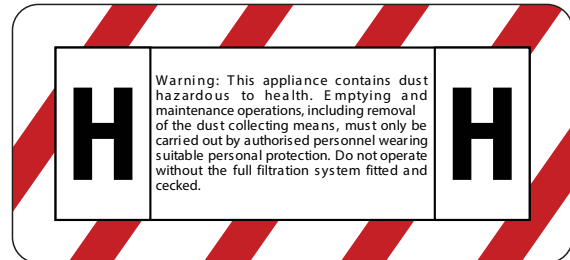 H
Warning: This appliance contains dust
hazardous to health. Emptying and
maintenance operations, including removal
of the dust collecting means, must only be
carried out by authorised personnel wearing
suitable personal protection. Do not operate
without the full filtration system fitted and
cecked.
H